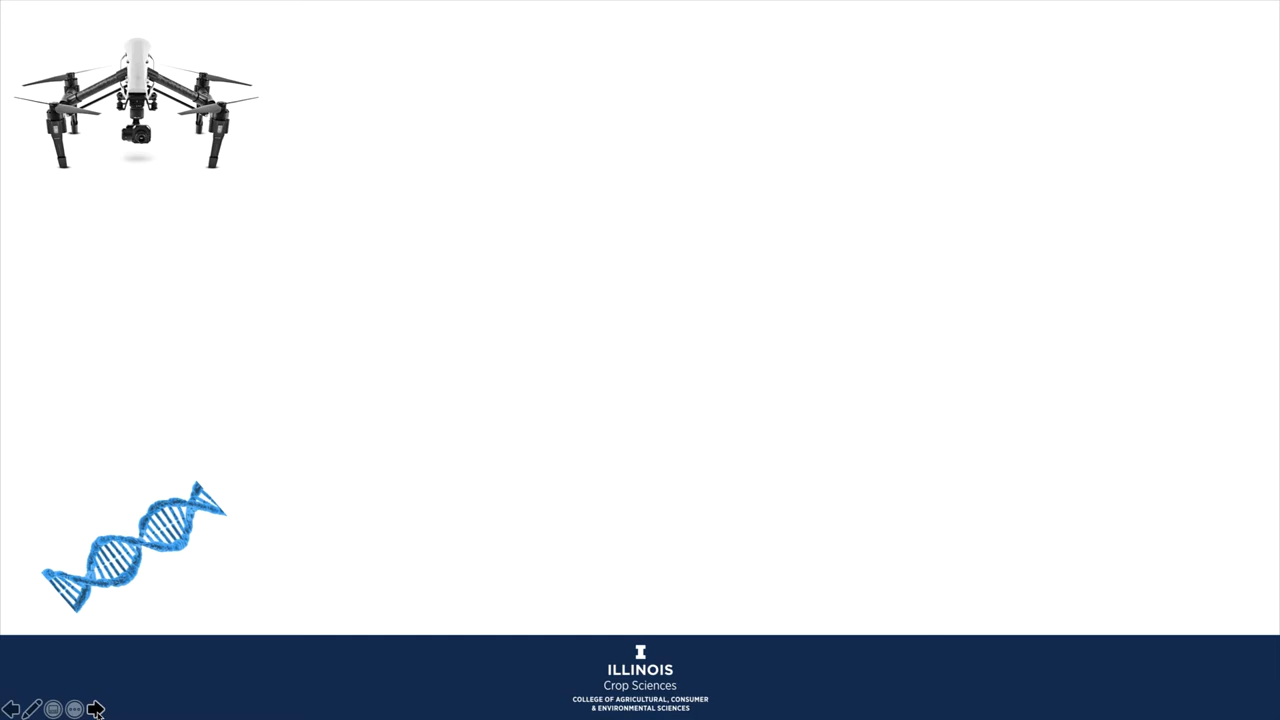 ILLINOIS
Crop Sciences
COLLEGE OF AGRICULTURAL, CONSUMER
& ENVIRONMENTAL SCIENCES